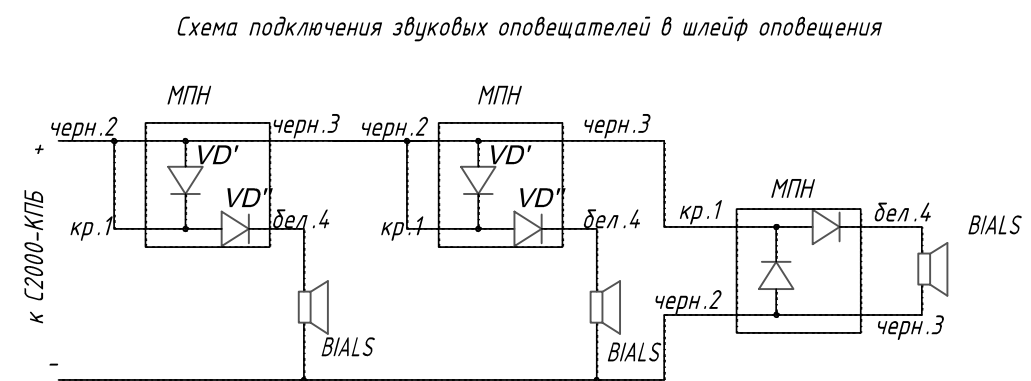 Схема подключения звуковых оповещателей в шлейф оповещения
МПН
МПН
черн.2
черн.3
черн.2
черн.3
+
VD'
VD'
МПН
VD"
VD"
кр.1
бел.4
кр.1
бел.4
кр.1
бел.4
BIALS
к С2000-КПБ
черн.2
черн.3
BIALS
BIALS
-